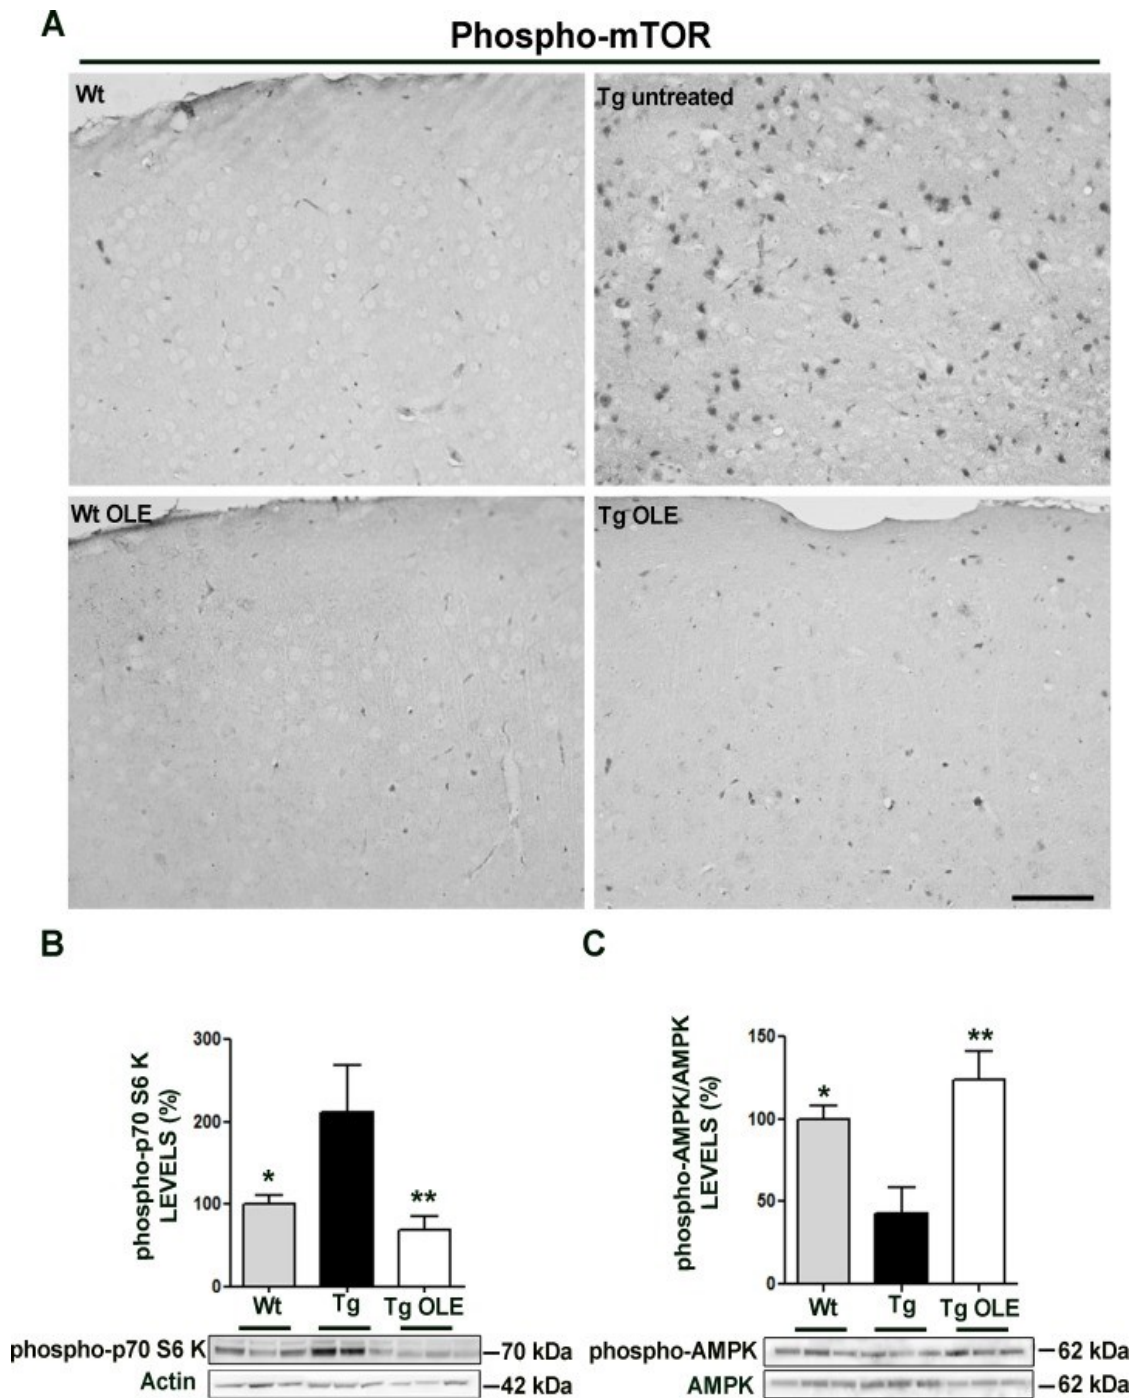 A
Phospho-mTOR
Wt
Tg untreated
Wt OLE
Tg OLE
B
phospho-p70 S6 K
LEVELS (%)
300
200
100
0
*
**
Wt
Tg
Tg OLE
phospho-p70 S6 K
70 kDa
Actin
42 kDa
C
phospho-AMPK/AMPK
LEVELS (%)
150
100
50
0
*
**
Wt
Tg
Tg OLE
phospho-AMPK
62 kDa
AMPK
62 kDa